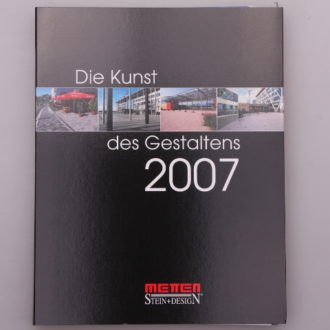 Die Kunst
des Gestaltens
2007
METTEN
STEIN+DESIGN®